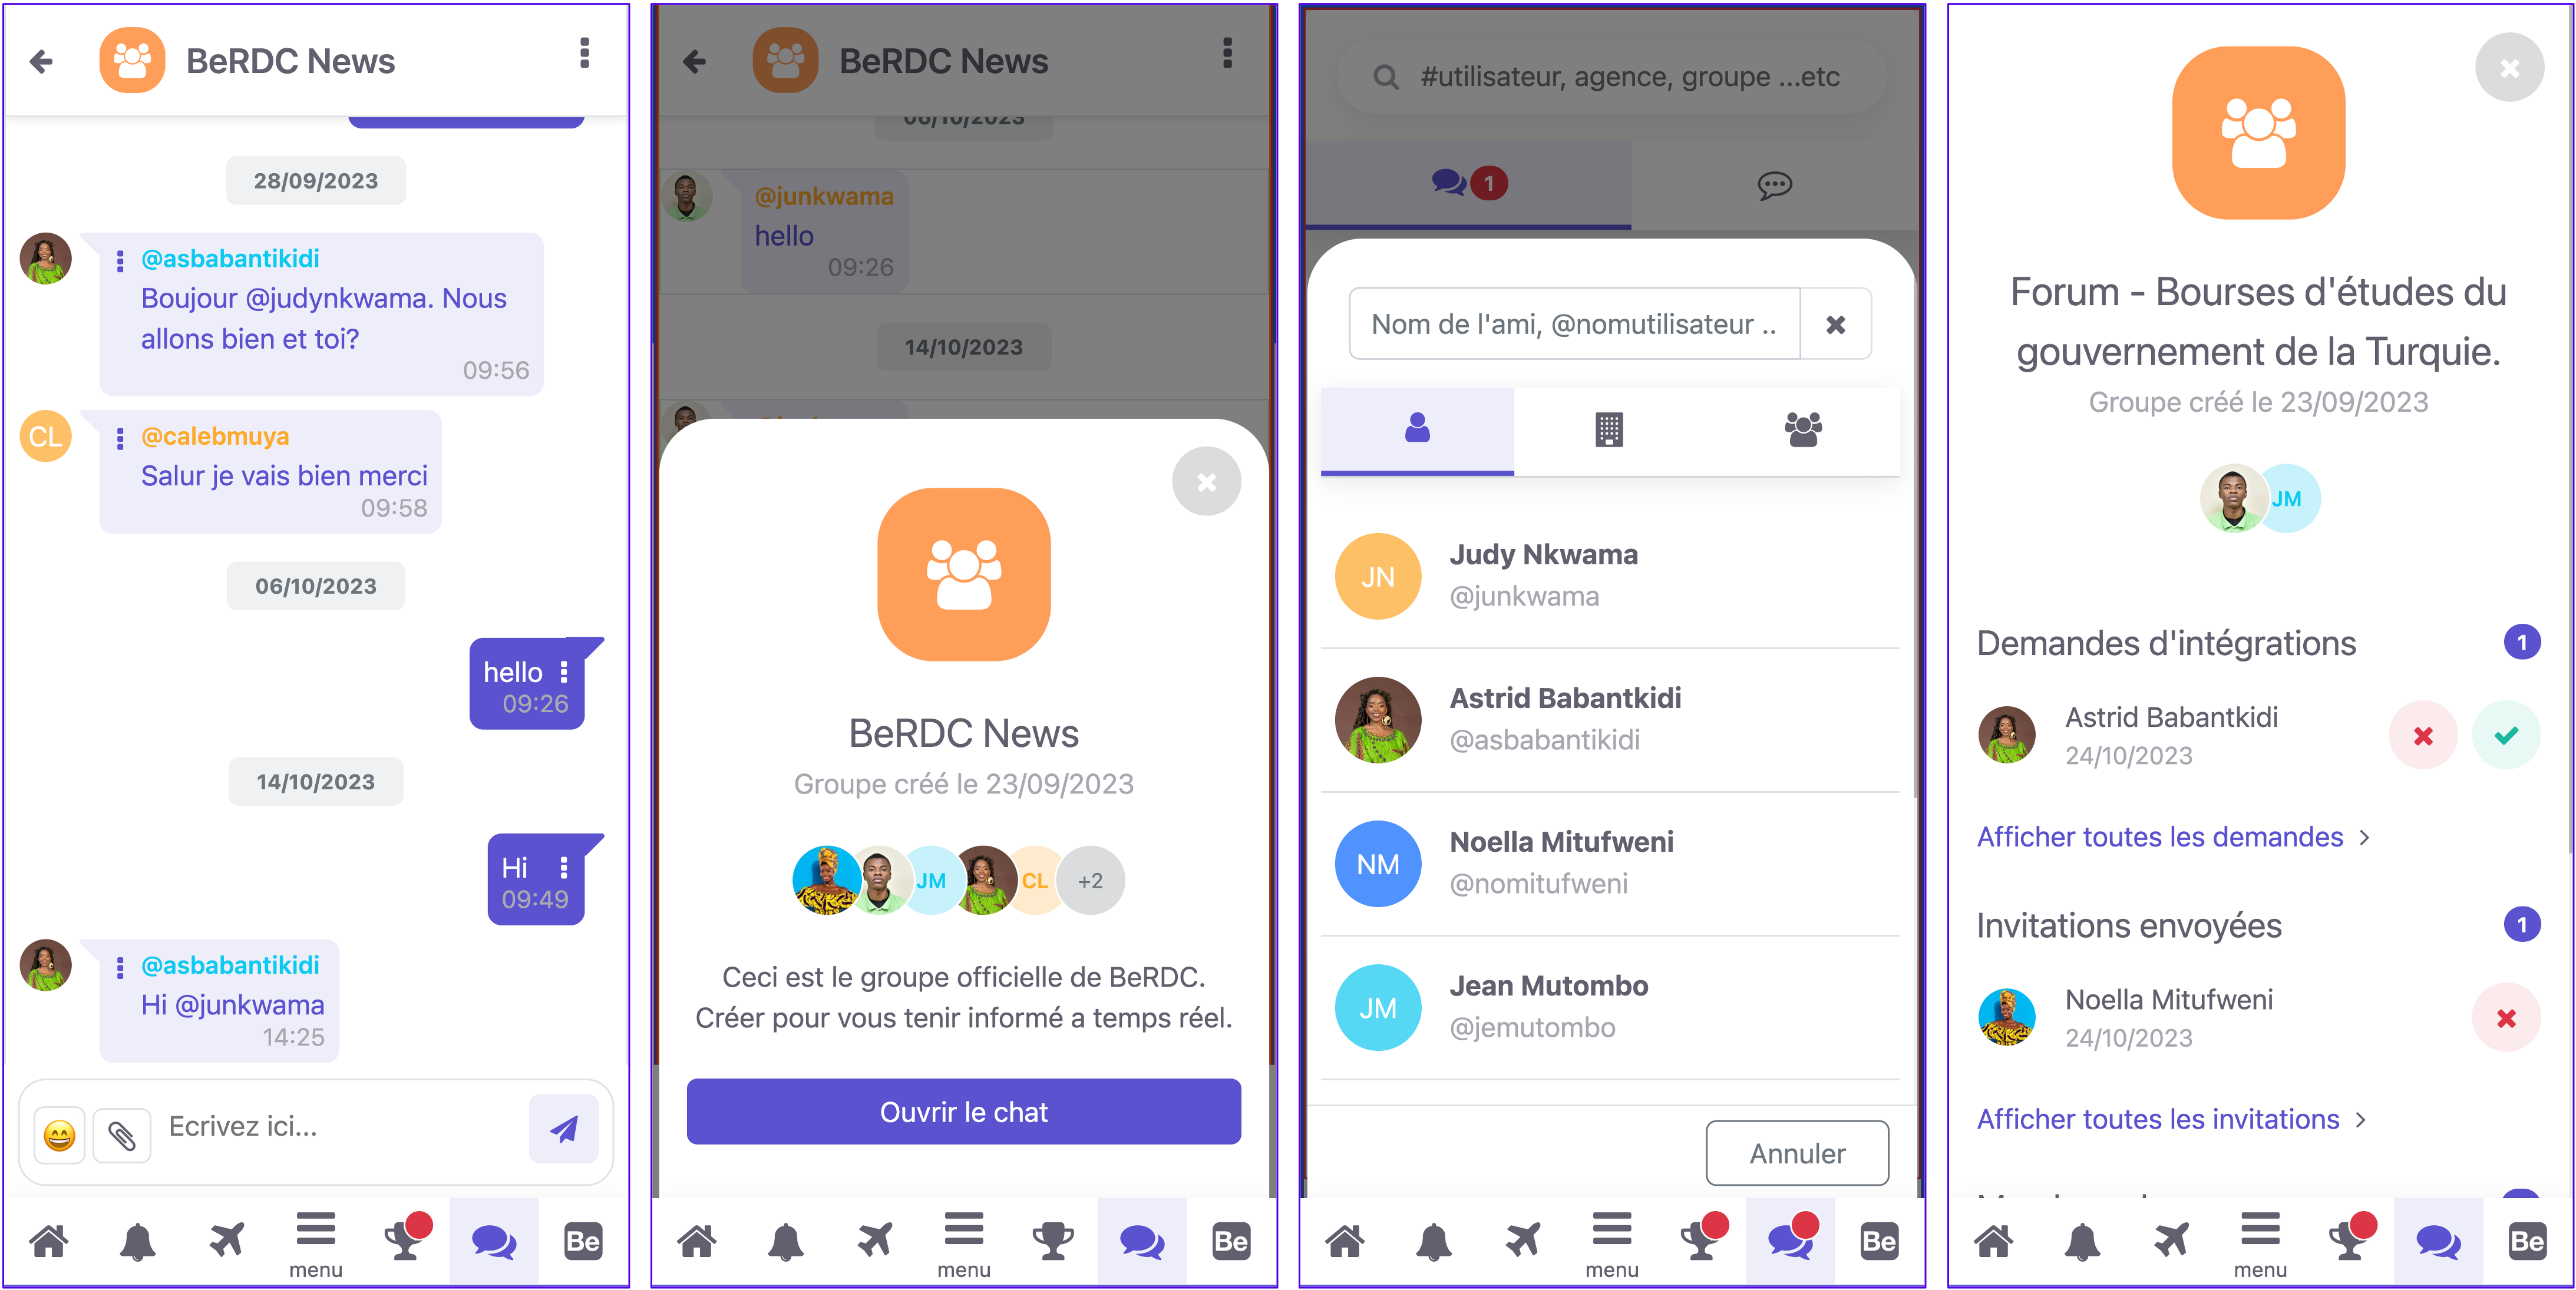 BeRDC News
28/09/2023
@asbabantikidi
Boujour @judynkwama. Nous
allons bien et toi?
09:56
CL
@calebmuya
Salur je vais bien merci
09:58
06/10/2023
hello
09:26
14/10/2023
Hi
09:49
@asbabantikidi
Hi @junkwama
14:25
Ecrivez ici...
menu
Be
BeRDC News
06/10/2023
@junkwama
hello
09:26
14/10/2023
BeRDC News
Groupe créé le 23/09/2023
JM
CL
+2
Ceci est le groupe officielle de BeRDC.
Créer pour vous tenir informé a temps réel.
Ouvrir le chat
menu
Be
#utilisateur, agence, groupe ...etc
1
Nom de l'ami, @nomutilisateur ..
JN
Judy Nkwama
@junkwama
Astrid Babantkidi
@asbabantikidi
NM
Noella Mitufweni
@nomitufweni
JM
Jean Mutombo
@jemutombo
Annuler
menu
Be
Forum - Bourses d'études du
gouvernement de la Turquie.
Groupe créé le 23/09/2023
JM
Demandes d'intégrations
1
Astrid Babantkidi
24/10/2023
Afficher toutes les demandes
Invitations envoyées
1
Noella Mitufweni
24/10/2023
Afficher toutes les invitations
menu
Be